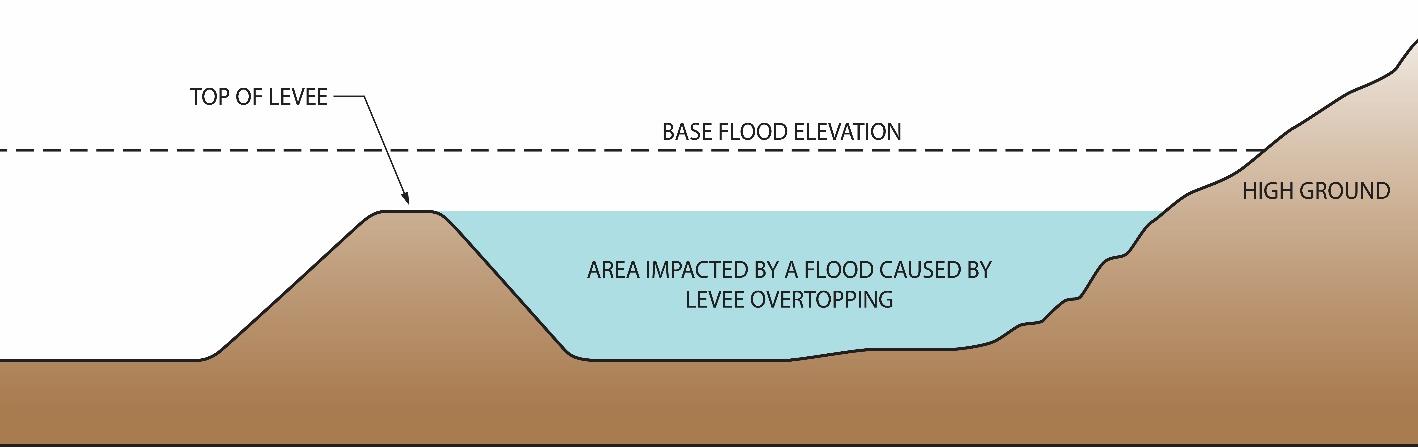 TOP OF LEVEE
BASE FLOOD ELEVATION
HIGH GROUND
AREA IMPACTED BY A FLOOD CAUSED BY
LEVEE OVERTOPPING